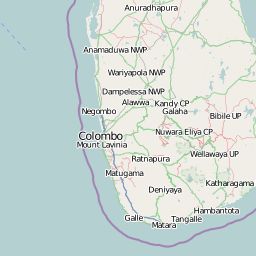 Anuradhapura
Anamaduwa NWP
Wariyapola NWP
Dampelessa NWP
Alawwa
Kandy CP
Negombo
Galaha
Bibile UP
Colombo
Nuwara Eliya CP
Mount Lavinia
Wellawaya UP
Ratnapura
Matugama
Kataragama
Deniyaya
Hambantota
Galle
Tangalle
Matara